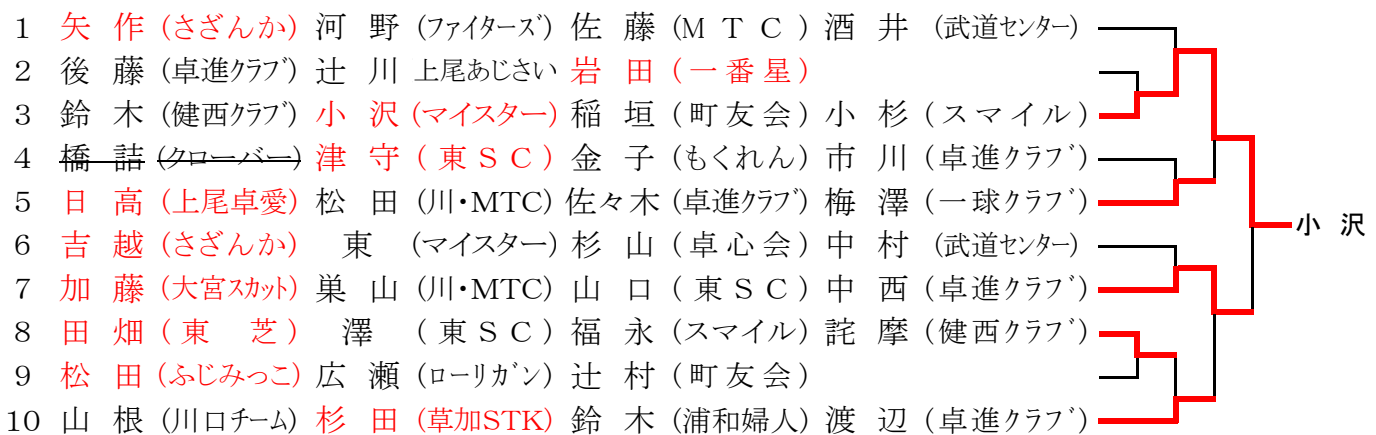 1 矢 作 (さざんか) 河 野 (ファイターズ) 佐 藤 (M T C) 酒 井 (武道センター)
2 後 藤 (卓進クラブ) 辻 川 上尾あじさい 岩 田 (一番星)
3 鈴 木 (健西クラブ) 小 沢 (マイスター) 稲 垣 (町友会) 小 杉 (スマイル)
4 橋 詰 (クローバー) 津 守 (東SC) 金 子 (もくれん) 市 川 (卓進クラブ)
5 日 高 (上尾卓愛) 松 田 (川・MTC) 佐々木 (卓進クラブ) 梅 澤 (一球クラブ)
小 沢
6 吉 越 (さざんか) 東 (マイスター) 杉 山 (卓心会) 中 村 (武道センター)
7 加 藤 (大宮スカット) 巣 山 (川・MTC) 山 口 (東SC) 中 西 (卓進クラブ)
8 田 畑 (東 芝) 澤 (東SC) 福 永 (スマイル) 詫 摩 (健西クラブ)
9 松 田 (ふじみっこ) 広 瀬 (ローリガン) 辻 村 (町友会)
10 山 根 (川口チーム) 杉 田 (草加STK) 鈴 木 (浦和婦人) 渡 辺 (卓進クラブ)